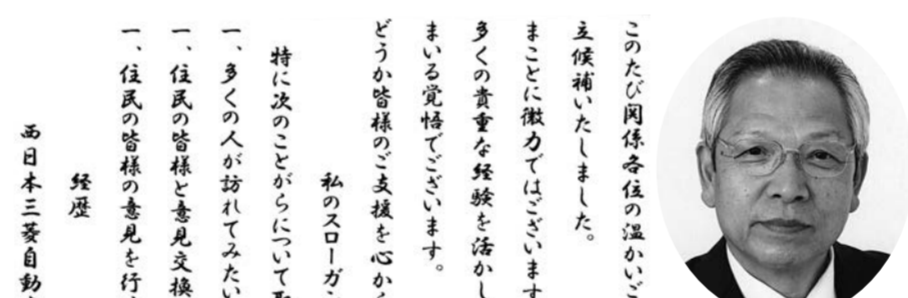 このたび関係各位の温かいご
立候補いたしました。
まことに微力ではございます
多くの貴重な経験を活かし
まいる覚悟でございます。
どうか皆様のご支援を心か
私のスローガン
特に次のことがらについて
一、多くの人が訪れてみたい
一、住民の皆様と意見交換
一、住民の皆様の意見を行
経歴
西日本三菱自動